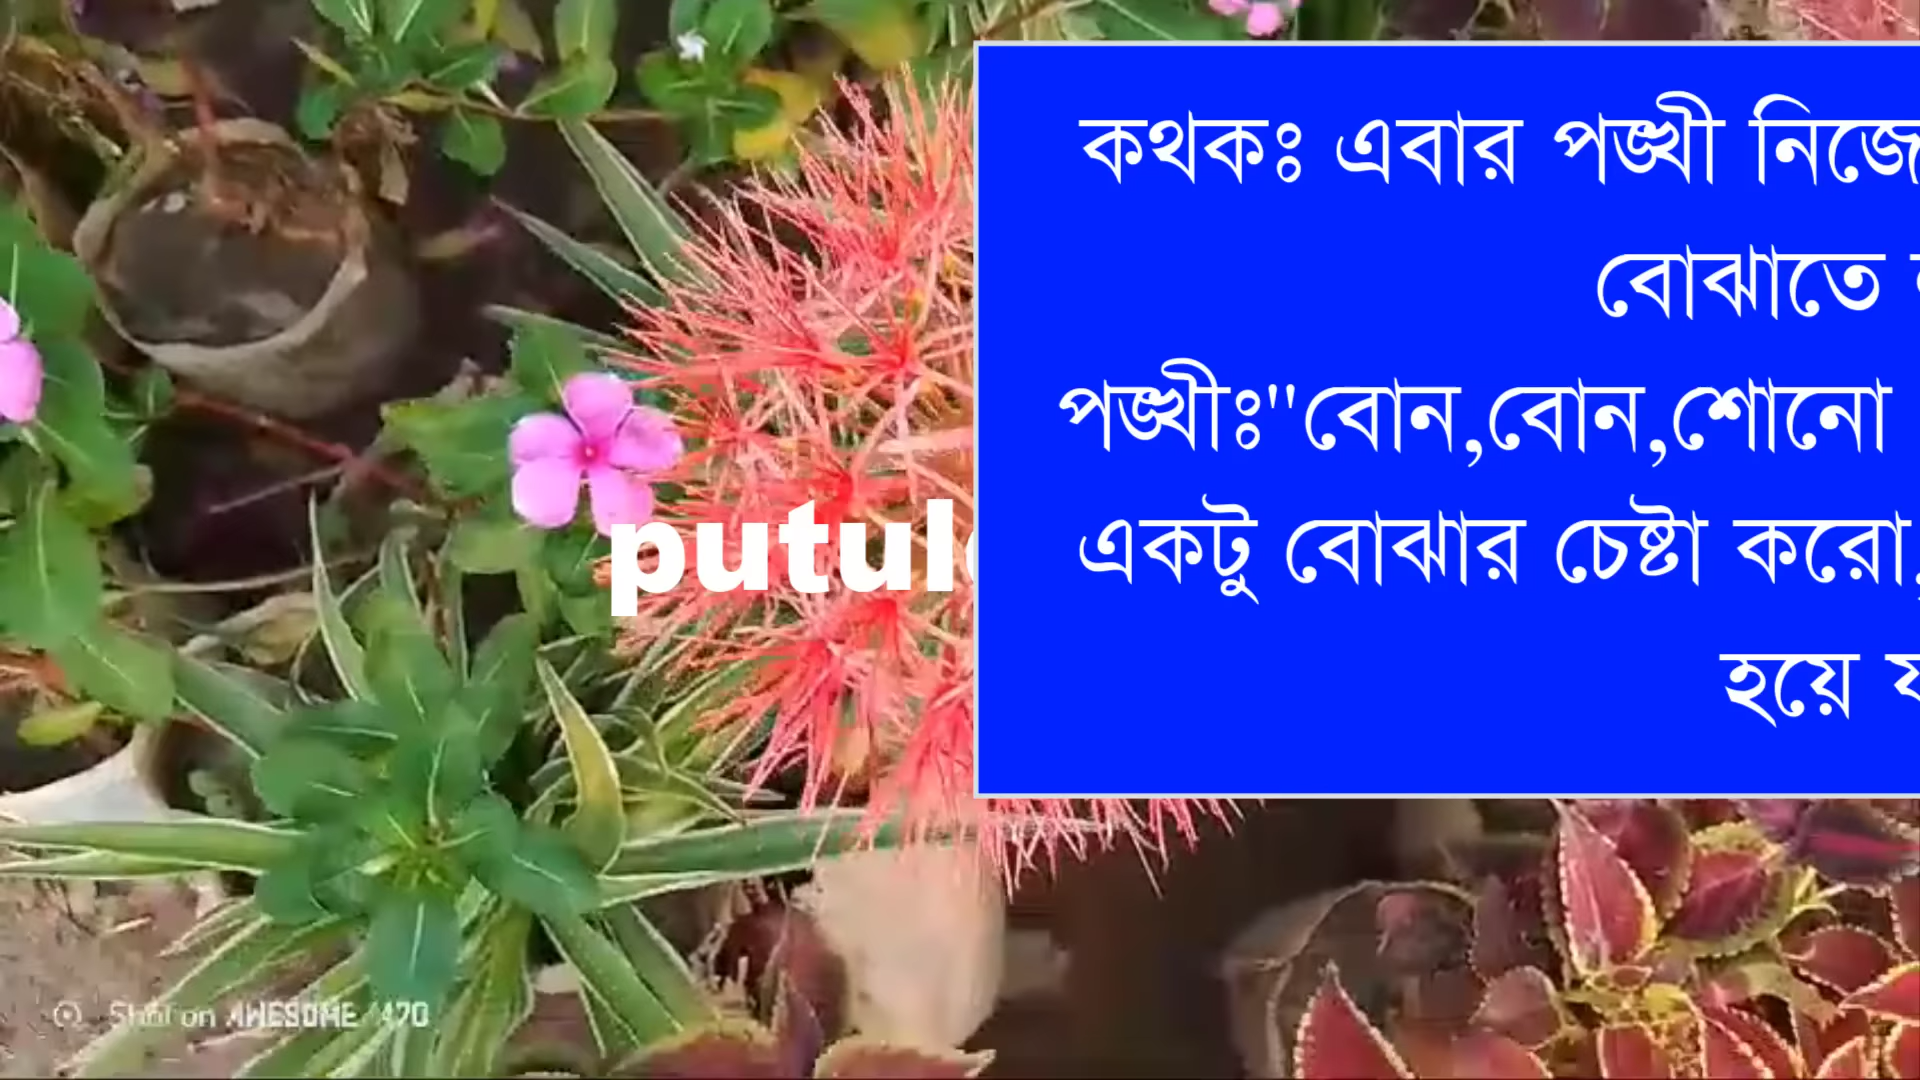 কথকঃ এবার পঙ্খী নিজে
বোঝাতে
পঙ্খীঃ"বোন,বোন,শোনো
একটু বোঝার চেষ্টা করো,
হয়ে
putul
Shot on AWESOME A70